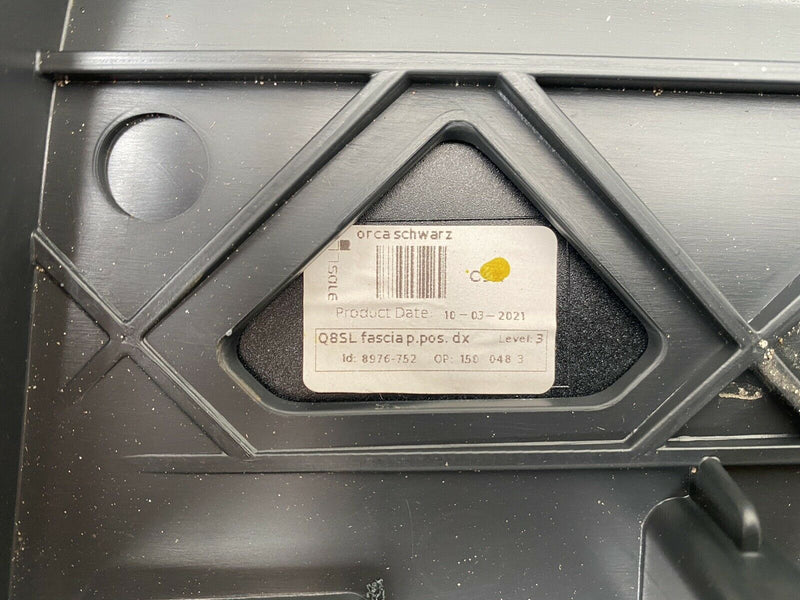 orca schwarz
Product Date: 10-03-2021
Q8SL fascia p.pos. dx Level: 3
Id: 8976-752 OP: 150 048 3